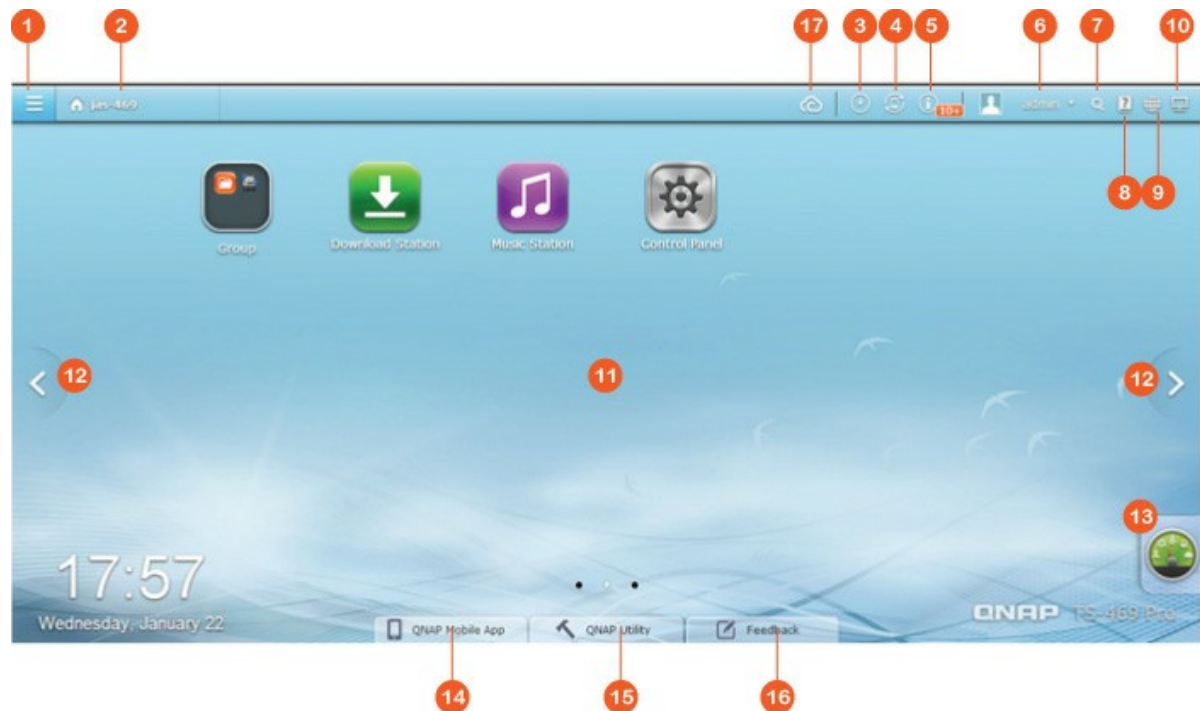 1 2 17 3 4 5 6 7 10
jas-469 10+ admin
8 9
Group Download Station Music Station Control Panel
12 11 12
13
17:57
Wednesday, January 22
QNAP TS-469 Pro
QNAP Mobile App QNAP Utility Feedback
14 15 16